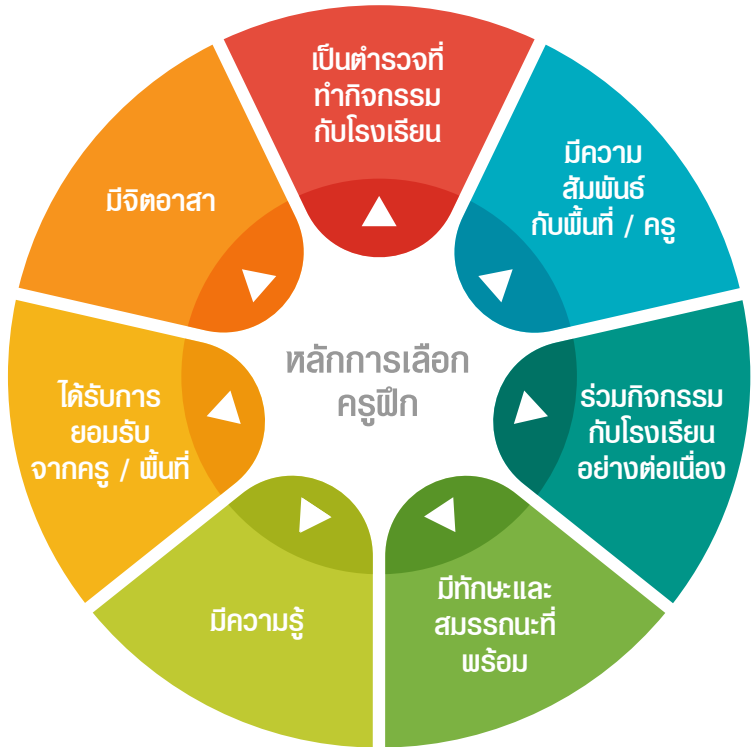 เป็นตำรวจที่
ทำกิจกรรม
กับโรงเรียน
มีความ
สัมพันธ์
กับพื้นที่ / ครู
ร่วมกิจกรรม
กับโรงเรียน
อย่างต่อเนื่อง
มีทักษะและ
สมรรถนะที่
พร้อม
มีความรู้
ได้รับการ
ยอมรับ
จากครู / พื้นที่
มีจิตอาสา
หลักการเลือก
ครูฝึก